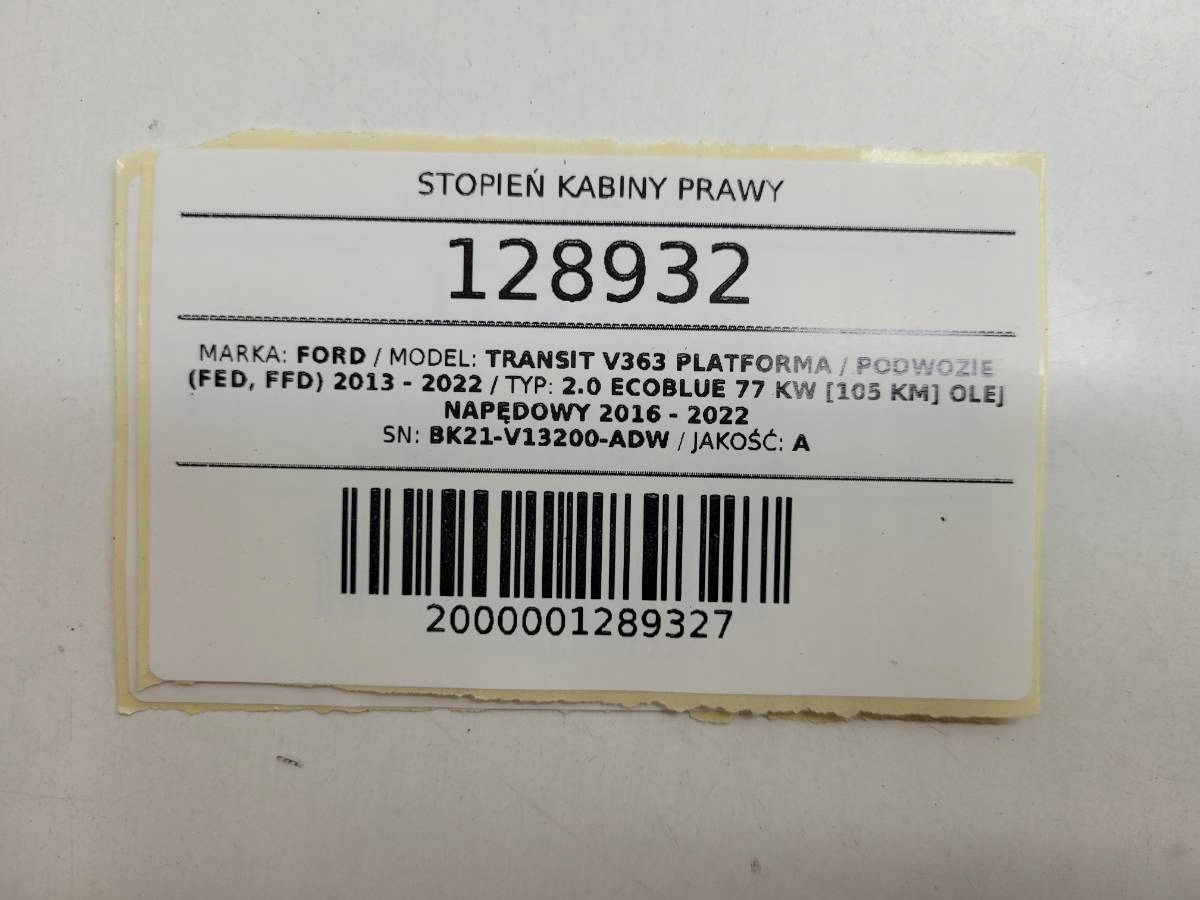 STOPIEŃ KABINY PRAWY
128932
MARKA: FORD / MODEL: TRANSIT V363 PLATFORMA / PODWOZIE
(FED, FFD) 2013 - 2022 / TYP: 2.0 ECOBLUE 77 KW [105 KM] OLEJ
NAPĘDOWY 2016 - 2022
SN: BK21-V13200-ADW / JAKOŚĆ: A
2000001289327